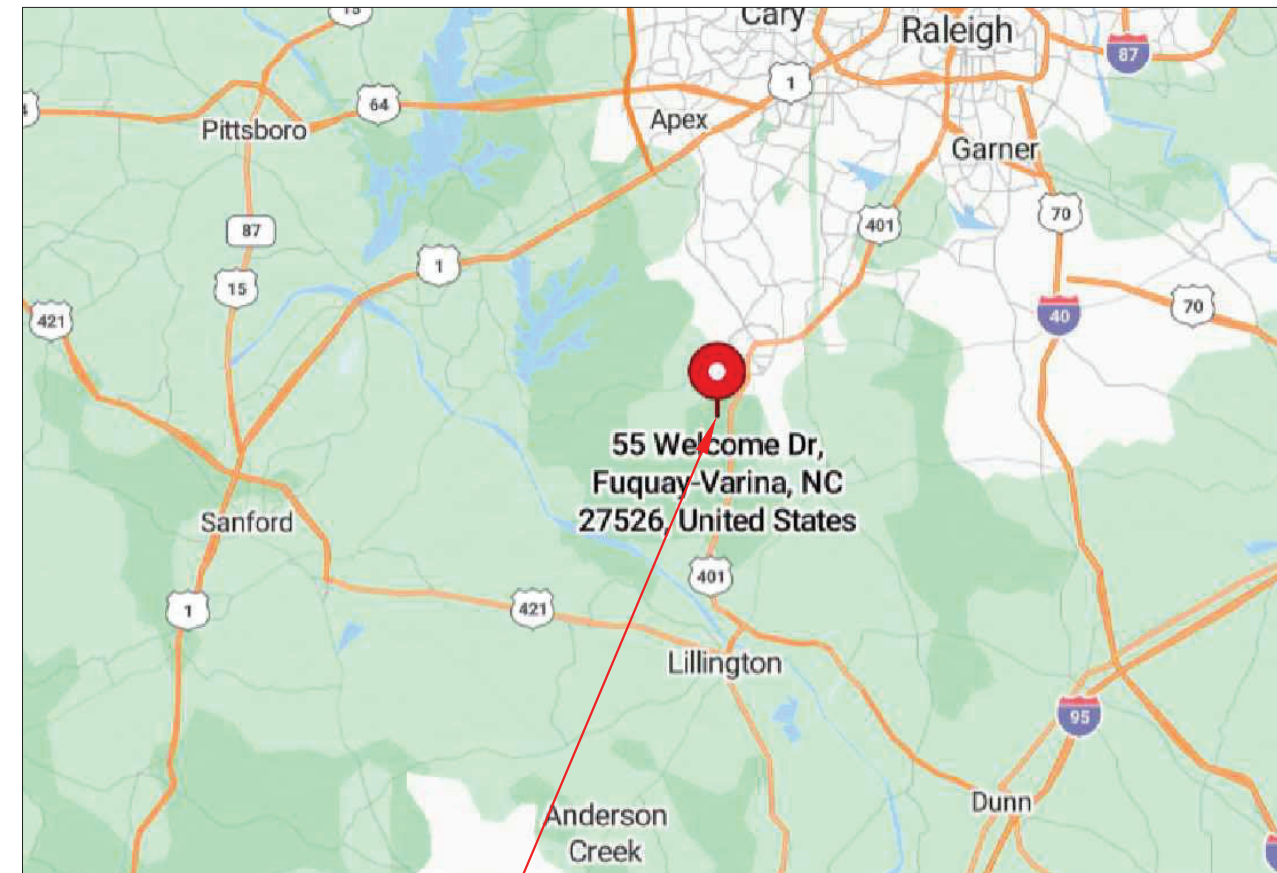 15
Cary
Raleigh
87
1
64
Apex
Pittsboro
Garner
87
401
70
1
15
421
40
70
55 Welcome Dr,
Fuquay-Varina, NC
27526, United States
Sanford
401
1
421
Lillington
95
Dunn
Anderson
Creek